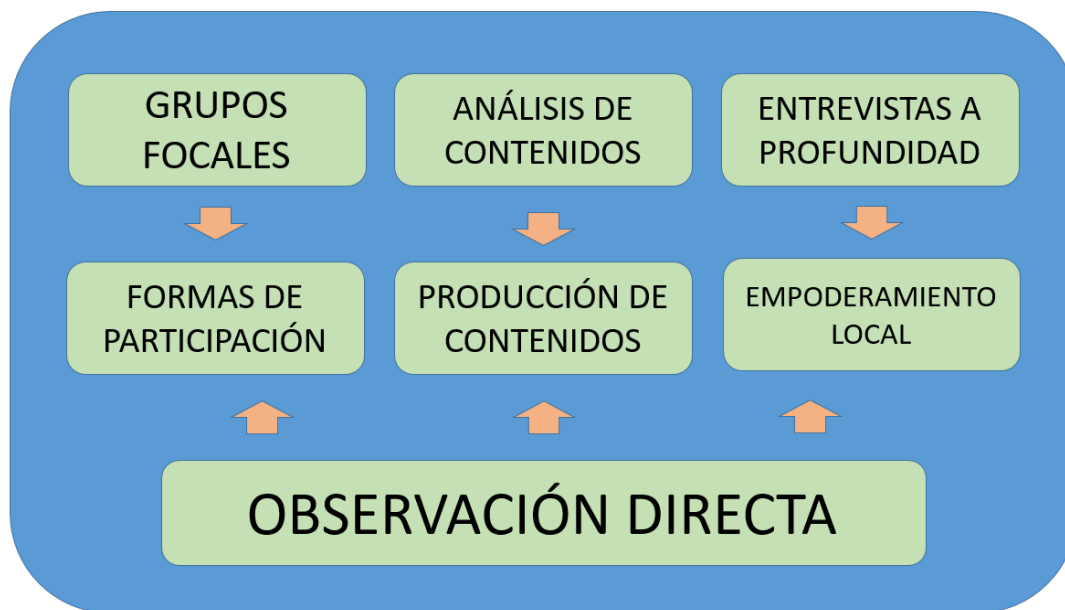 GRUPOS
FOCALES
ANÁLISIS DE
CONTENIDOS
ENTREVISTAS A
PROFUNDIDAD
FORMAS DE
PARTICIPACIÓN
PRODUCCIÓN DE
CONTENIDOS
EMPODERAMIENTO
LOCAL
OBSERVACIÓN DIRECTA